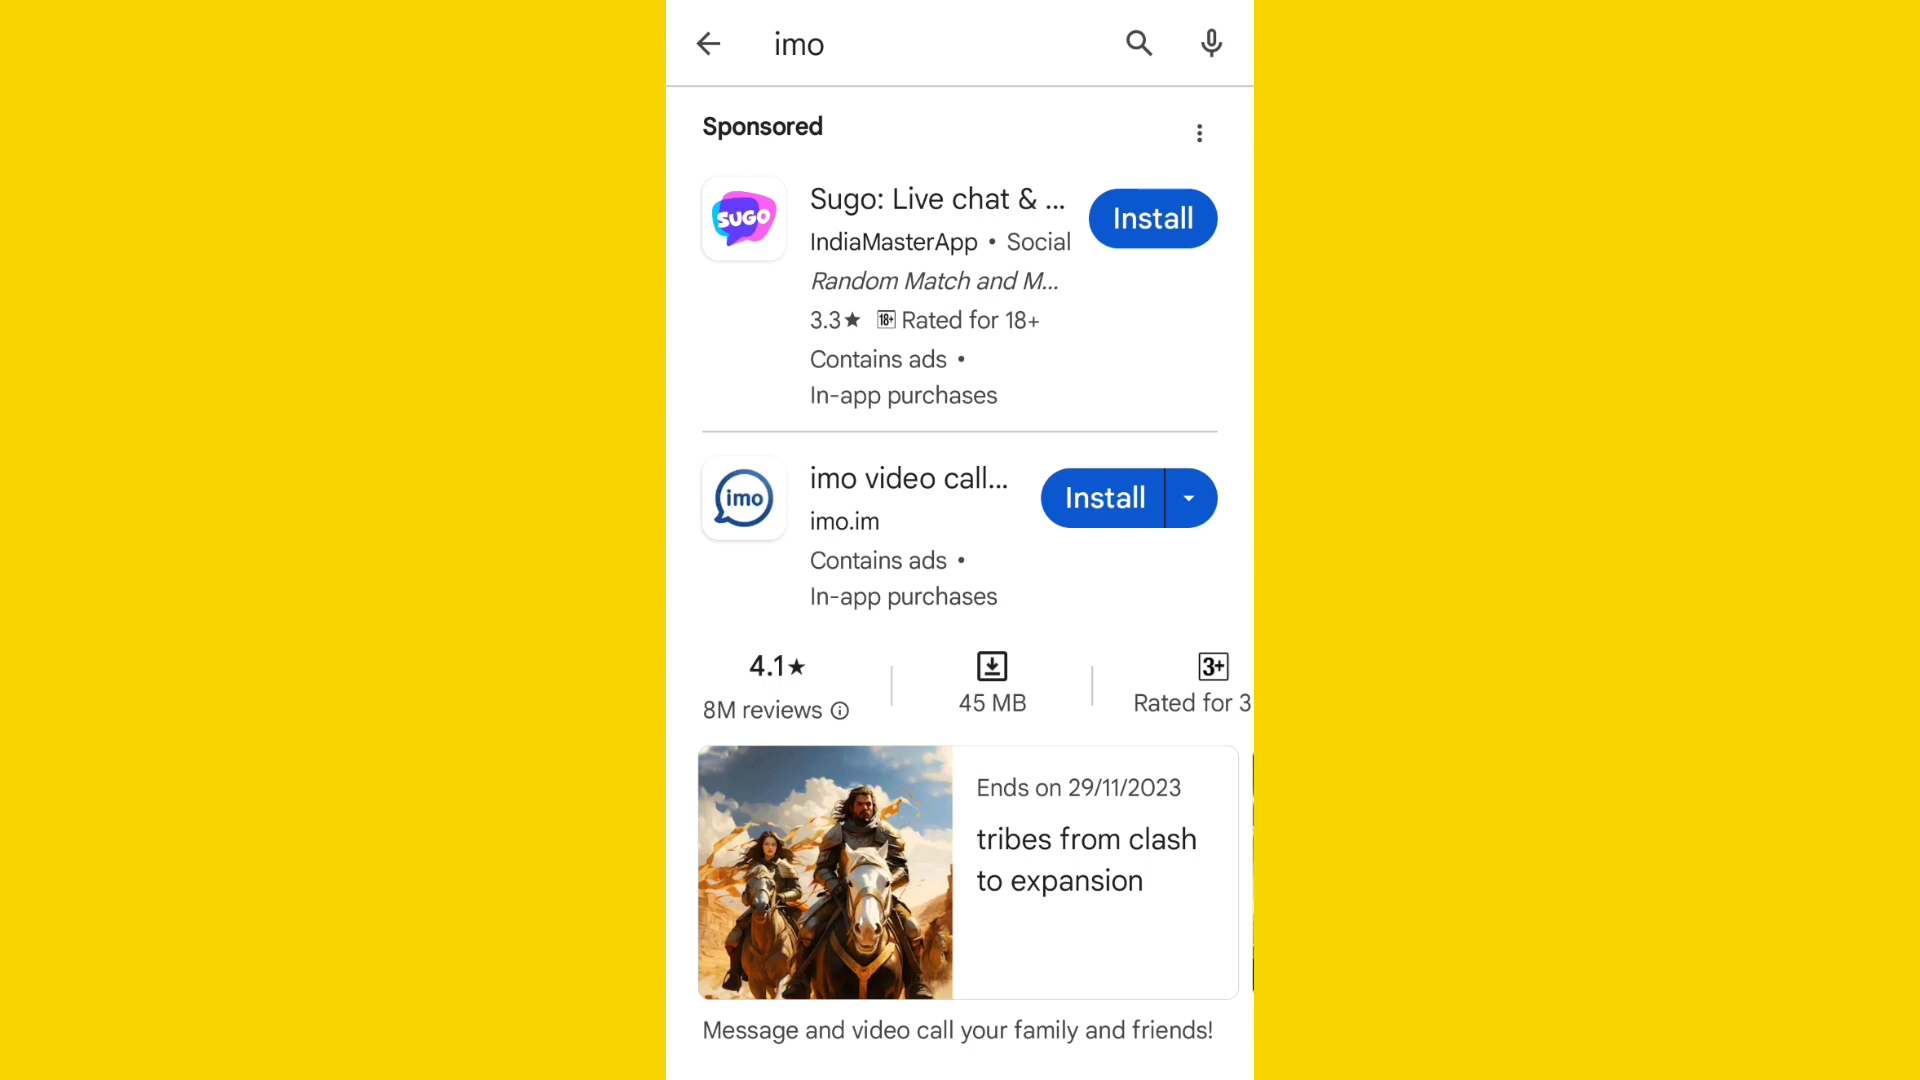 imo
Sponsored
SUGO
Sugo: Live chat & ...
Install
IndiaMasterApp • Social
Random Match and M...
3.3★ 18+ Rated for 18+
Contains ads •
In-app purchases
imo
imo video call...
Install
imo.im
Contains ads •
In-app purchases
4.1★
3+
8M reviews
45 MB
Rated for 3
Ends on 29/11/2023
tribes from clash
to expansion
Message and video call your family and friends!